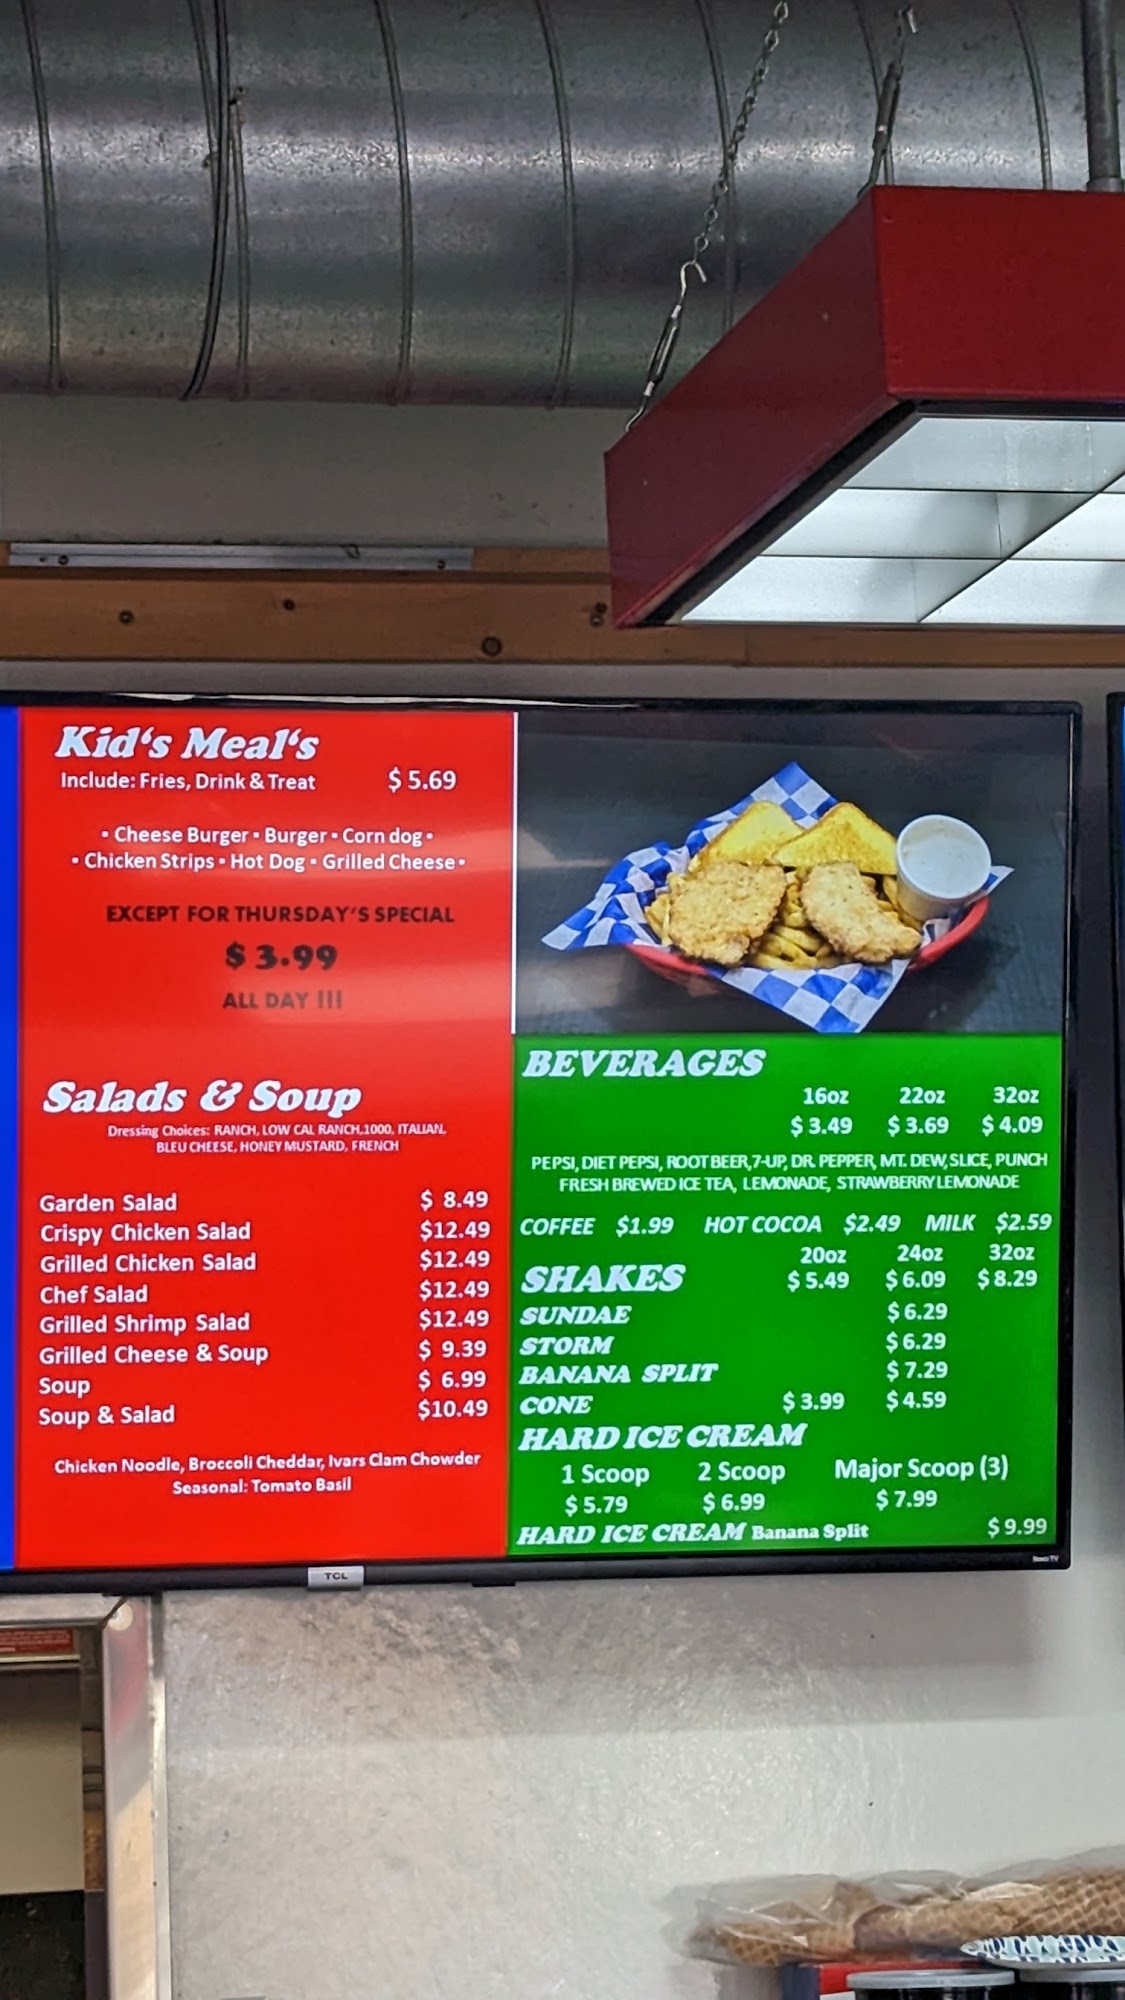 Kid's Meal's
Include: Fries, Drink & Treat $ 5.69
• Cheese Burger • Burger • Corn dog •
• Chicken Strips • Hot Dog • Grilled Cheese •
EXCEPT FOR THURSDAY'S SPECIAL
$ 3.99
ALL DAY !!!
Salads & Soup
Dressing Choices: RANCH, LOW CAL RANCH,1000, ITALIAN,
BLEU CHEESE, HONEY MUSTARD, FRENCH
Garden Salad $ 8.49
Crispy Chicken Salad $12.49
Grilled Chicken Salad $12.49
Chef Salad $12.49
Grilled Shrimp Salad $12.49
Grilled Cheese & Soup $ 9.39
Soup $ 6.99
Soup & Salad $10.49
Chicken Noodle, Broccoli Cheddar, Ivars Clam Chowder
Seasonal: Tomato Basil
BEVERAGES
16oz 22oz 32oz
$ 3.49 $ 3.69 $ 4.09
PEPSI, DIET PEPSI, ROOT BEER,7-UP, DR. PEPPER, MT. DEW, SLICE, PUNCH
FRESH BREWED ICE TEA, LEMONADE, STRAWBERRY LEMONADE
COFFEE $1.99 HOT COCOA $2.49 MILK $2.59
20oz 24oz 32oz
SHAKES $ 5.49 $ 6.09 $ 8.29
SUNDAE $ 6.29
STORM $ 6.29
BANANA SPLIT $ 7.29
CONE $ 3.99 $ 4.59
HARD ICE CREAM
1 Scoop 2 Scoop Major Scoop (3)
$ 5.79 $ 6.99 $ 7.99
HARD ICE CREAM Banana Split $ 9.99
TCL
Roku TV